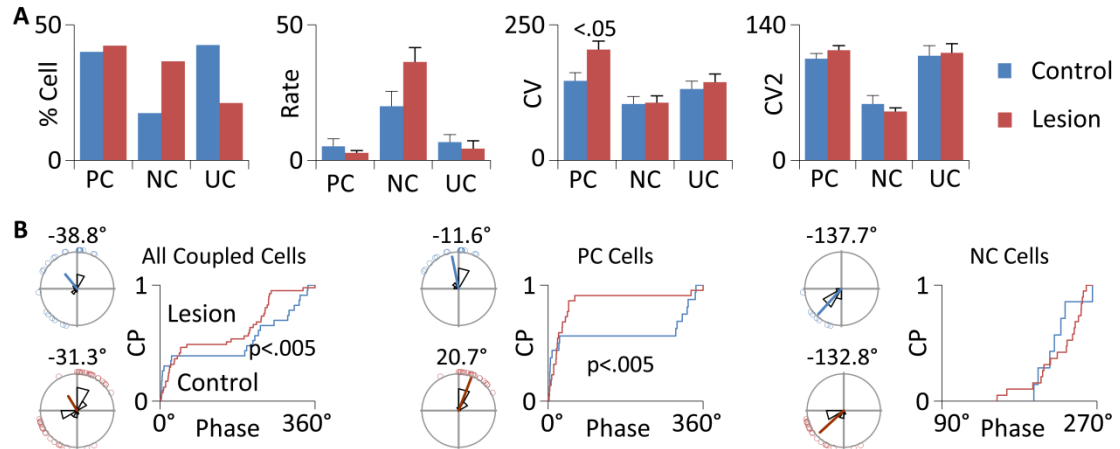 A
50
% Cell
0
PC NC UC
50
Rate
0
PC NC UC
250
CV
<.05
0
PC NC UC
140
CV2
0
PC NC UC
Control
Lesion
B
-38.8°
-31.3°
All Coupled Cells
1
CP
Lesion
p<.005
Control
0
0° Phase 360°
-11.6°
20.7°
PC Cells
1
CP
p<.005
0
0° Phase 360°
-137.7°
-132.8°
NC Cells
1
CP
0
90° Phase 270°